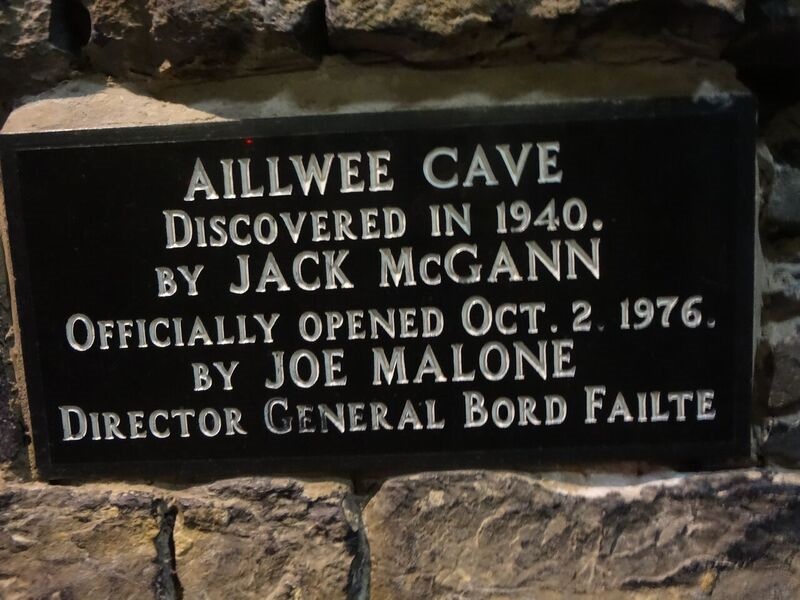 AILLWEE CAVE
DISCOVERED IN 1940.
BY JACK McGANN
OFFICIALLY OPENED OCT. 2. 1976.
BY JOE MALONE
DIRECTOR GENERAL BORD FAILTE